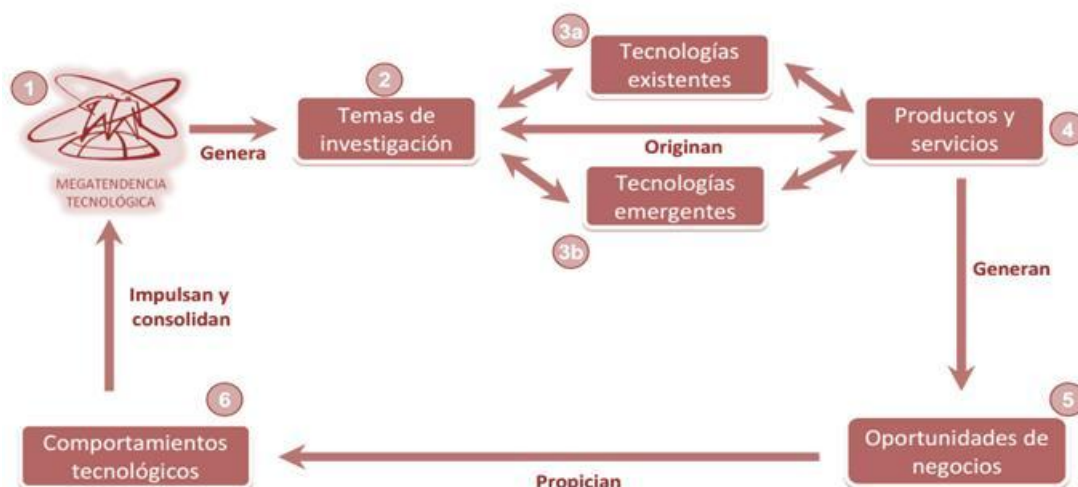 1
MEGATENDENCIA
TECNOLÓGICA
Genera
2
Temas de
investigación
3a
Tecnologías
existentes
Originan
Tecnologías
emergentes
3b
Productos y
servicios
4
Generan
5
Oportunidades de
negocios
Propician
6
Comportamientos
tecnológicos
Impulsan y
consolidan